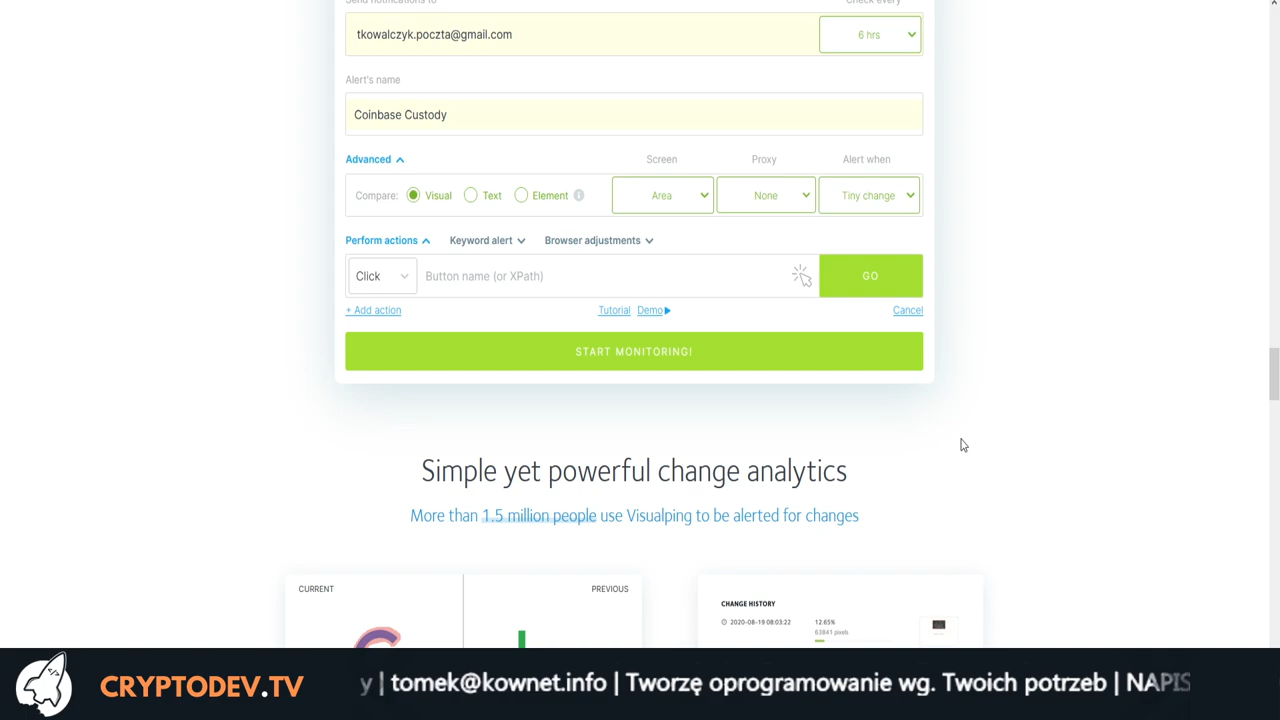 Send notifications to
Check every
tkowalczyk.poczta@gmail.com
6 hrs
Alert's name
Coinbase Custody
Advanced
Screen
Proxy
Alert when
Compare:
Visual
Text
Element
Area
None
Tiny change
Perform actions
Keyword alert
Browser adjustments
Click
Button name (or XPath)
GO
+ Add action
Tutorial
Demo
Cancel
START MONITORING!
Simple yet powerful change analytics
More than 1.5 million people use Visualping to be alerted for changes
CURRENT
PREVIOUS
CHANGE HISTORY
2020-08-19 08:03:22
12.65%
63841 pixels
CRYPTODEV.TV
y | tomek@kownet.info | Tworzę oprogramowanie wg. Twoich potrzeb | NAPIS